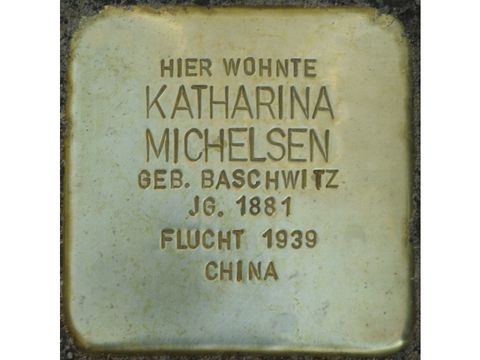 HIER WOHNTE
KATHARINA
MICHELSEN
GEB. BASCHWITZ
JG. 1881
FLUCHT 1939
CHINA